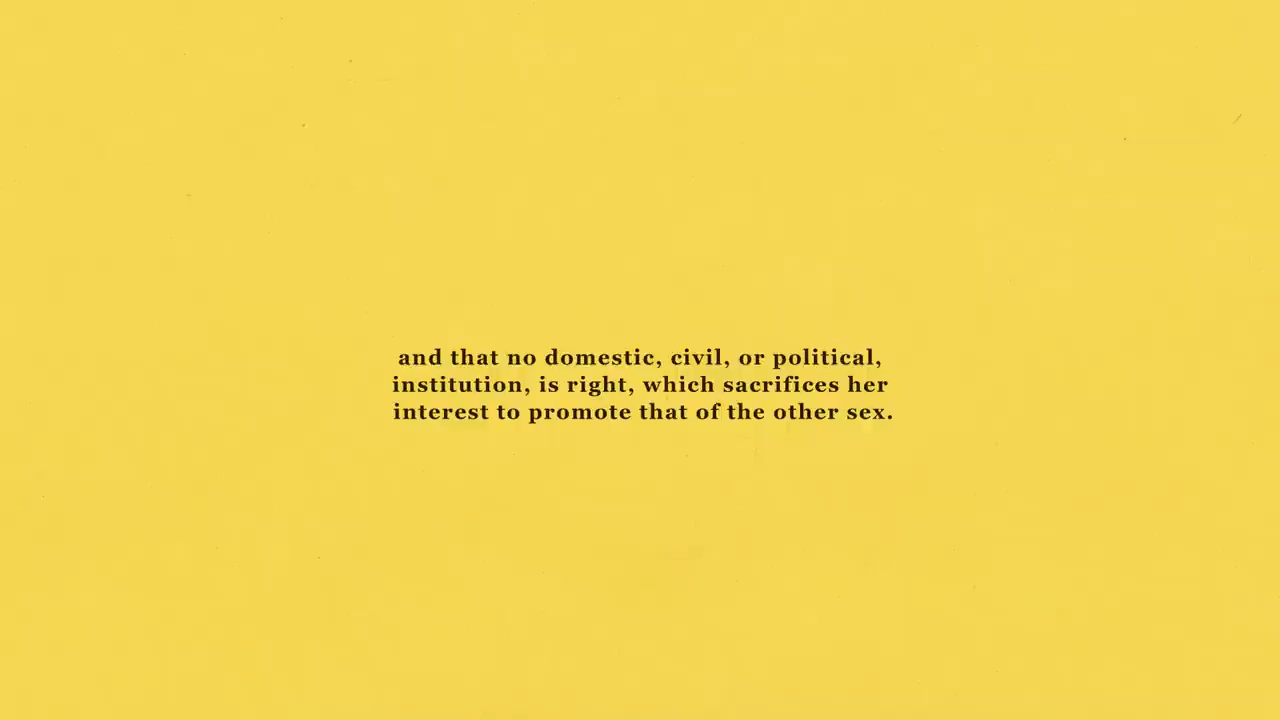 and that no domestic, civil, or political,
institution, is right, which sacrifices her
interest to promote that of the other sex.